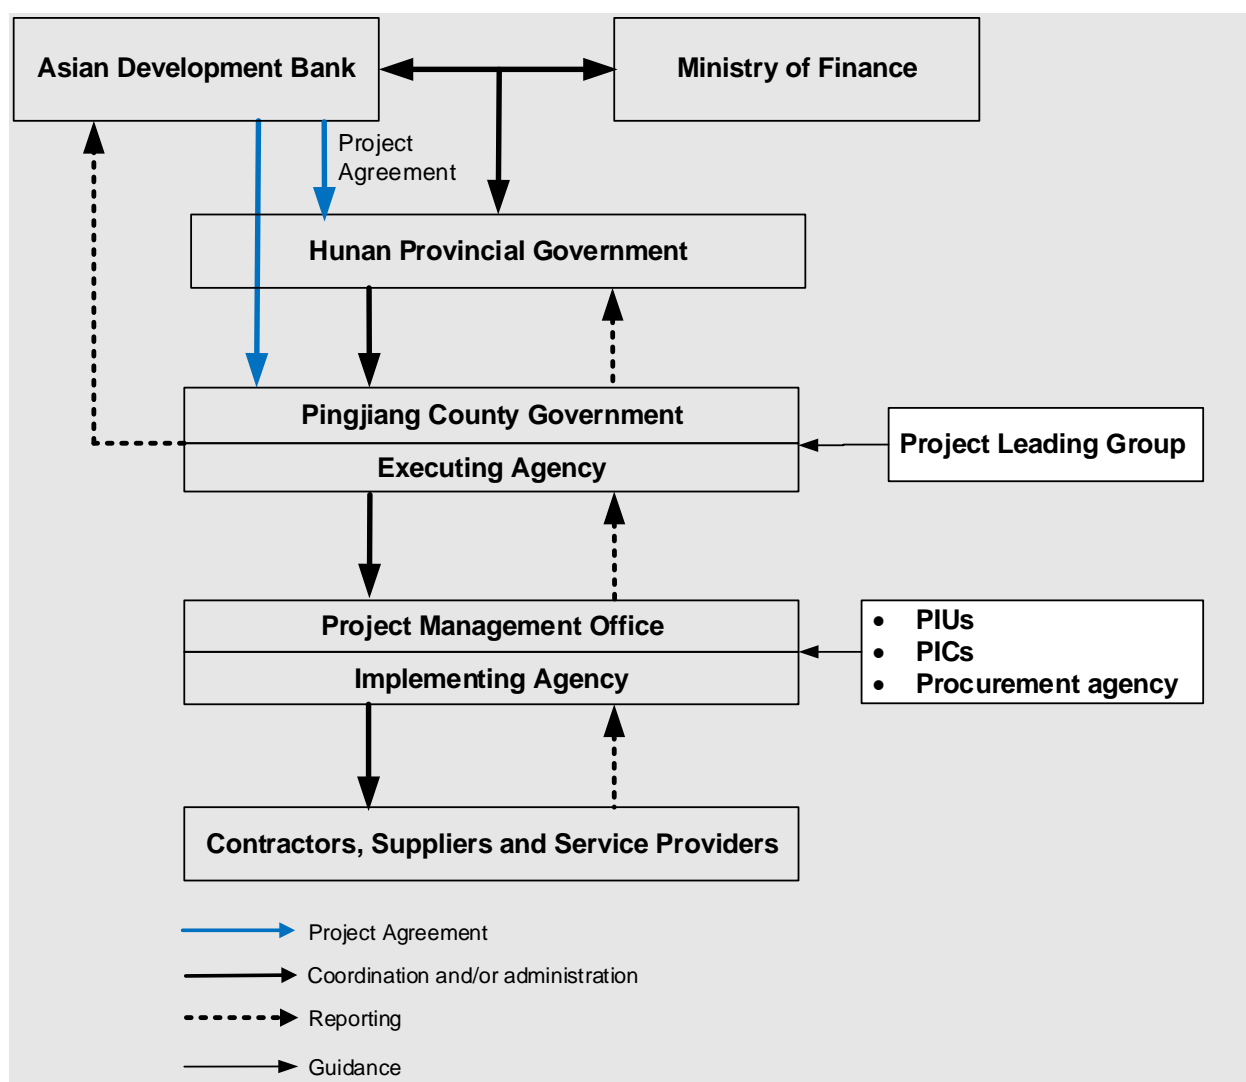 Asian Development Bank
Ministry of Finance
Project
Agreement
Hunan Provincial Government
Pingjiang County Government
Executing Agency
Project Leading Group
Project Management Office
Implementing Agency
• PIUs
• PICs
• Procurement agency
Contractors, Suppliers and Service Providers
Project Agreement
Coordination and/or administration
Reporting
Guidance